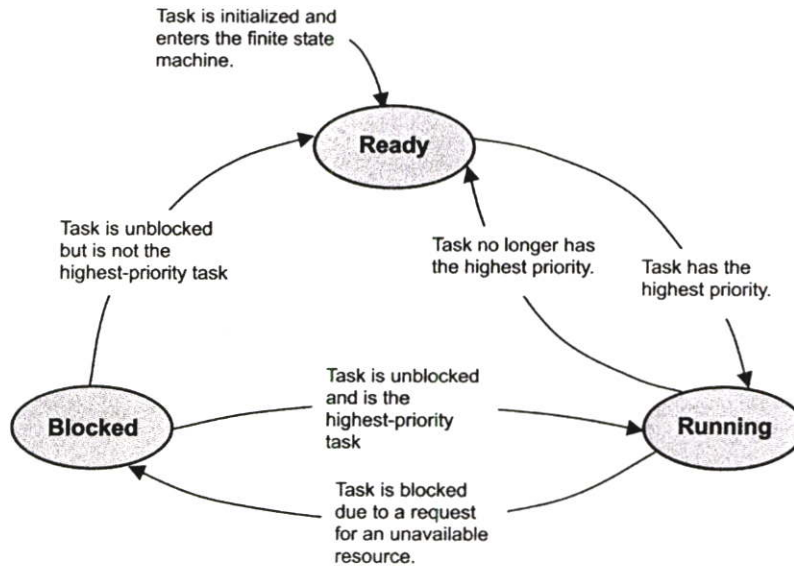 Task is initialized and
enters the finite state
machine.
Ready
Task is unblocked
but is not the
highest-priority task
Task no longer has
the highest priority.
Task has the
highest priority.
Blocked
Task is unblocked
and is the
highest-priority
task
Running
Task is blocked
due to a request
for an unavailable
resource.